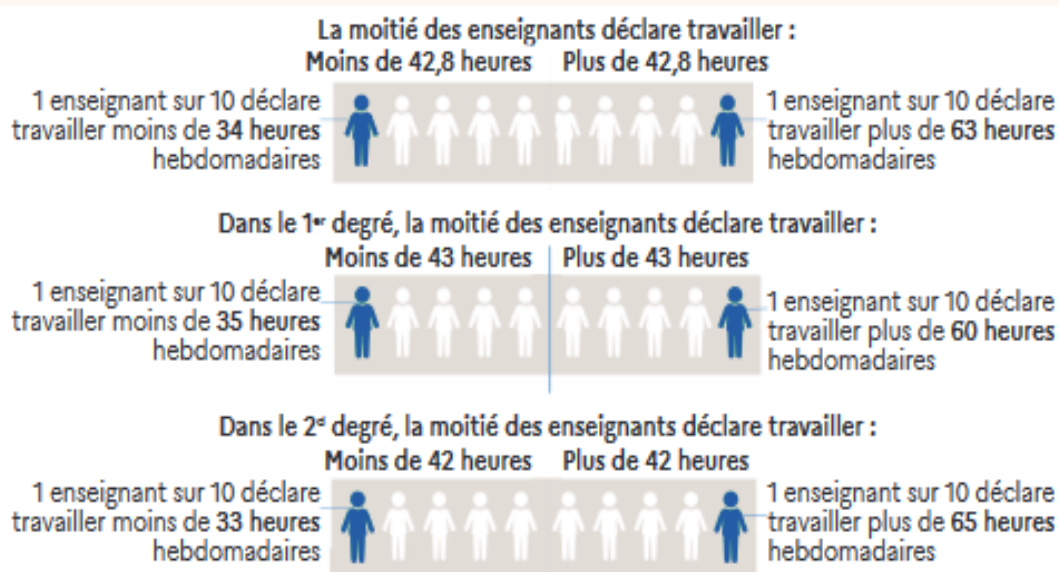 La moitié des enseignants déclare travailler :
Moins de 42,8 heures Plus de 42,8 heures
1 enseignant sur 10 déclare
travailler moins de 34 heures
hebdomadaires
1 enseignant sur 10 déclare
travailler plus de 63 heures
hebdomadaires
Dans le 1er degré, la moitié des enseignants déclare travailler :
Moins de 43 heures Plus de 43 heures
1 enseignant sur 10 déclare
travailler moins de 35 heures
hebdomadaires
1 enseignant sur 10 déclare
travailler plus de 60 heures
hebdomadaires
Dans le 2d degré, la moitié des enseignants déclare travailler :
Moins de 42 heures Plus de 42 heures
1 enseignant sur 10 déclare
travailler moins de 33 heures
hebdomadaires
1 enseignant sur 10 déclare
travailler plus de 65 heures
hebdomadaires